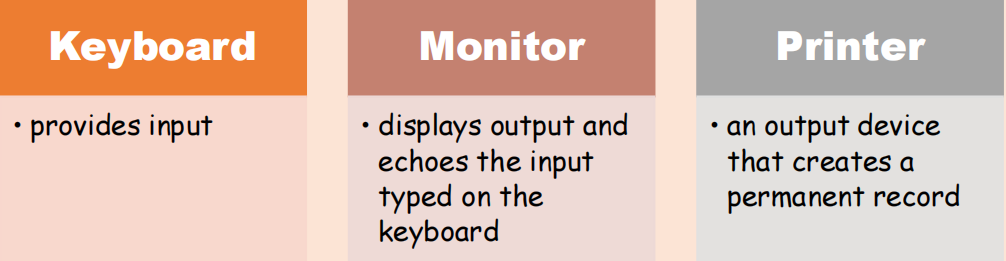 Keyboard
• provides input
Monitor
• displays output and
echoes the input
typed on the
keyboard
Printer
• an output device
that creates a
permanent record